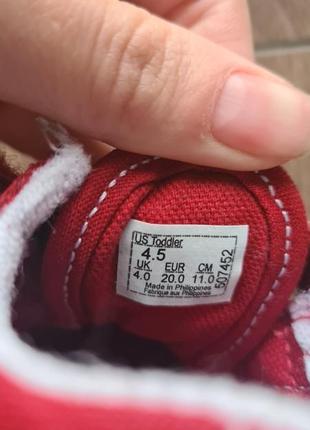 US Toddler
4.5
UK EUR CM
4.0 20.0 11.0
Made in Philippines
Fabrique aux Philippines
507452